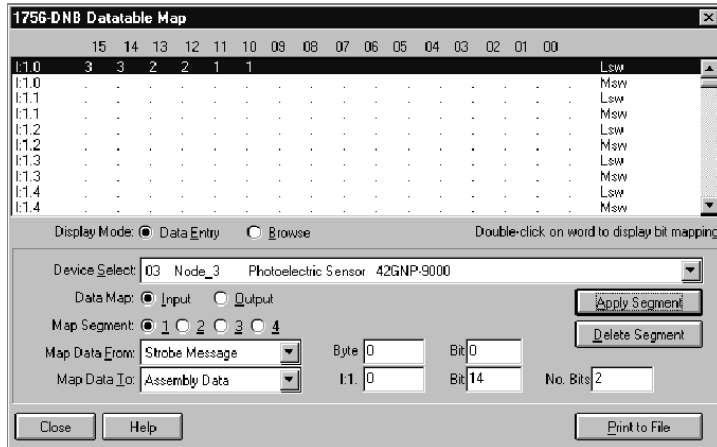 1756-DNB Datatable Map
15 14 13 12 11 10 09 08 07 06 05 04 03 02 01 00
I:1.0 3 3 2 2 1 1 Lsw
I:1.0 . . . . . . . . . . . . . . . . Msw
I:1.1 . . . . . . . . . . . . . . . . Lsw
I:1.1 . . . . . . . . . . . . . . . . Msw
I:1.2 . . . . . . . . . . . . . . . . Lsw
I:1.2 . . . . . . . . . . . . . . . . Msw
I:1.3 . . . . . . . . . . . . . . . . Lsw
I:1.3 . . . . . . . . . . . . . . . . Msw
I:1.4 . . . . . . . . . . . . . . . . Lsw
I:1.4 . . . . . . . . . . . . . . . . Msw
Display Mode: Data Entry Browse Double-click on word to display bit mapping
Device Select: 03 Node_3 Photoelectric Sensor 42GNP-9000
Data Map: Input Output Apply Segment
Map Segment: 1 2 3 4 Delete Segment
Map Data From: Strobe Message Byte 0 Bit 0
Map Data To: Assembly Data I:1. 0 Bit 14 No. Bits 2
Close Help Print to File